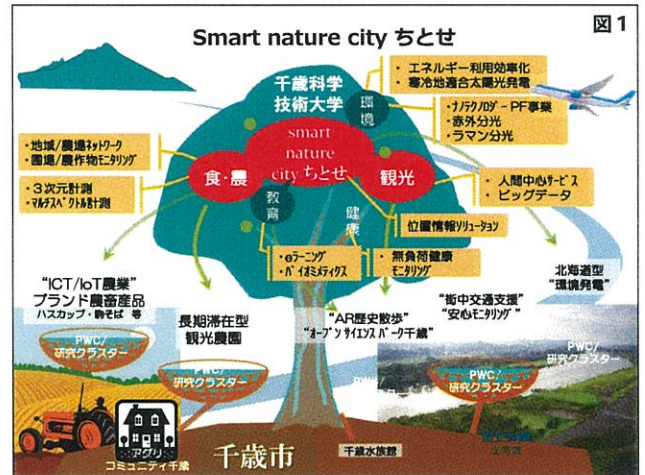 図1
Smart nature city ちとせ
千歳科学
技術大学
環境
・ エネルギー利用効率化
・ 寒冷地適合太陽光発電
・ナノテクノロジーPF事業
・赤外分光
・ラマン分光
smart
nature
city ちとせ
・地域/農場ネットワーク
・圃場/農作物モニタリング
・3次元計測
・マルチスペクトル計測
食・農
観光
・ 人間中心サービス
・ ビッグデータ
教育
健康
位置情報ソリューション
・eラーニング
・バイオミメティクス
・ 無負荷健康
モニタリング
“ICT/IoT農業”
ブランド農畜産品
ハスカップ・駒そば 等
長期滞在型
観光農園
“AR歴史散歩”
“オープンサイエンスパーク千歳”
“街中交通支援”
“安心モニタリング”
北海道型
“環境発電”
PWC/
研究クラスター
PWC/
研究クラスター
PWC/
研究クラスター
PWC/
研究クラスター
アグリ
コミュニティ千歳
千歳市
千歳水族館